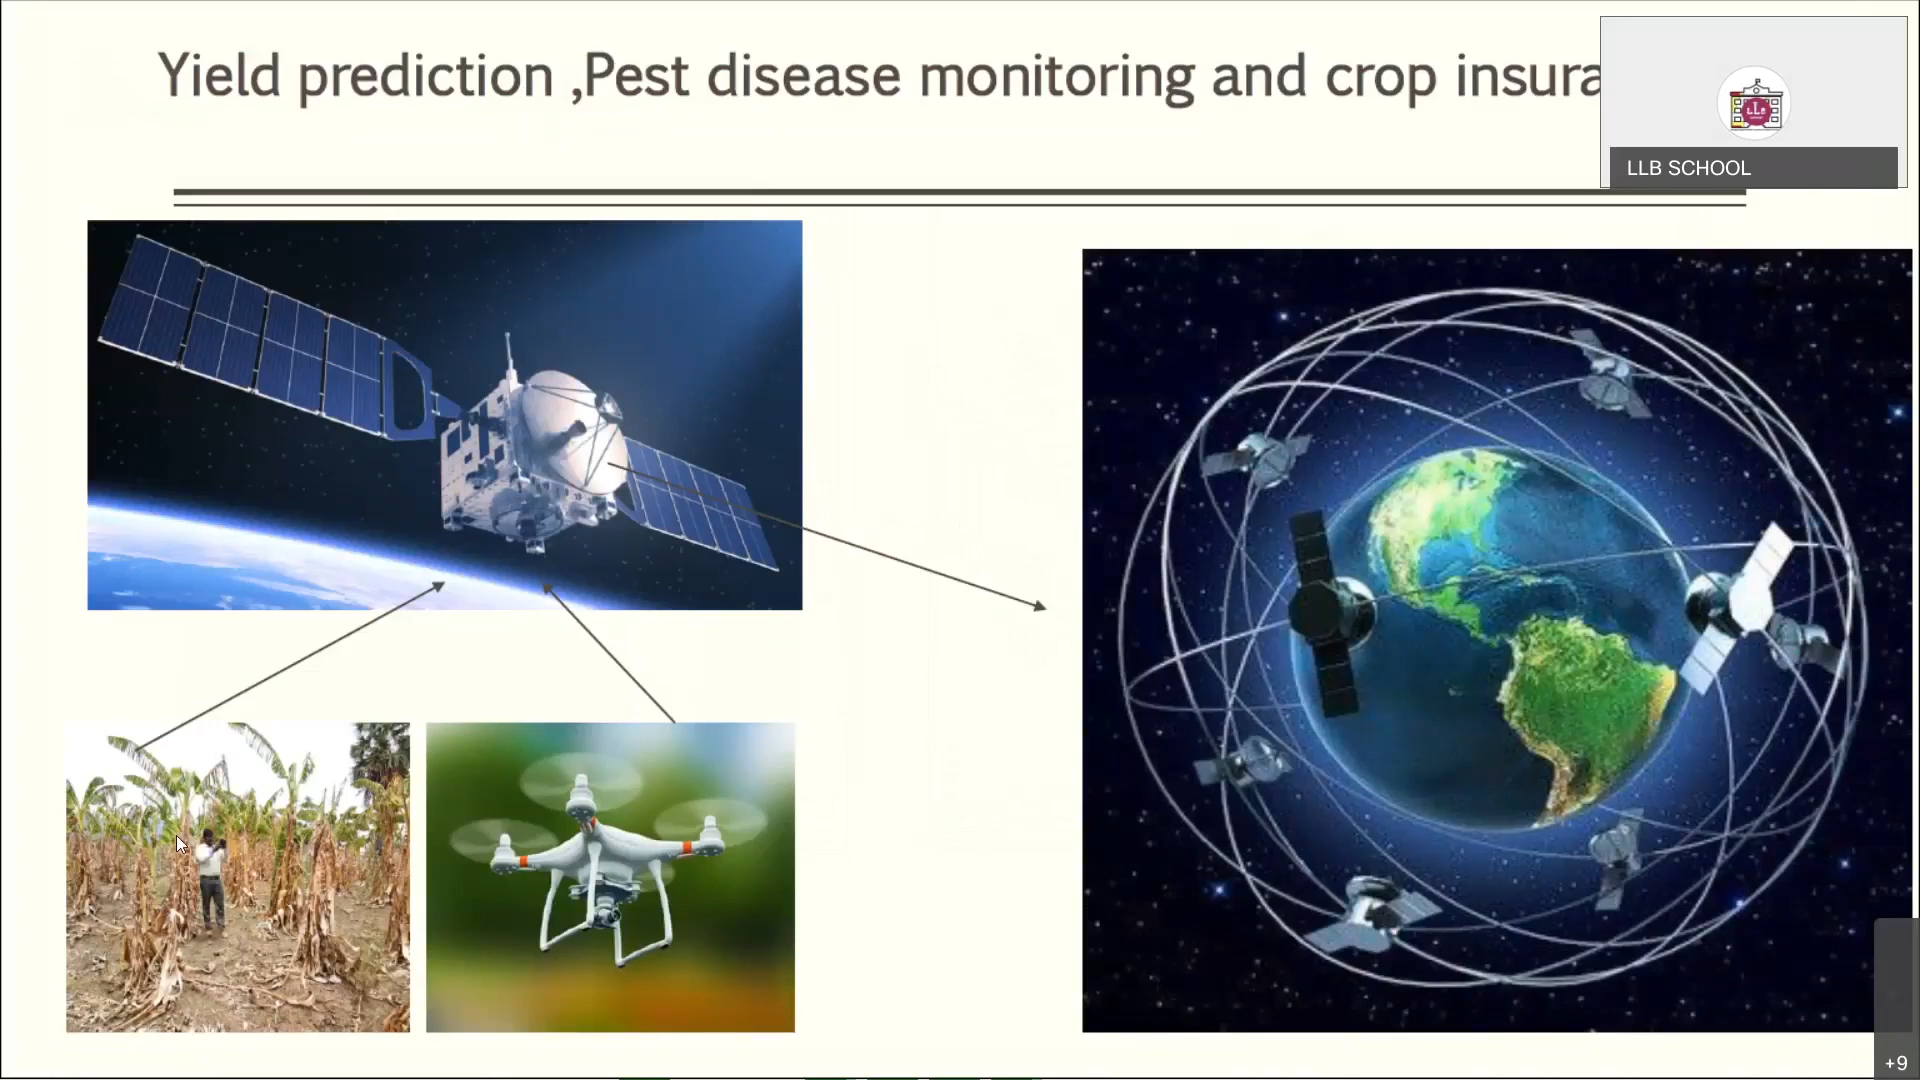 Yield prediction ,Pest disease monitoring and crop insura
LLB SCHOOL
+9